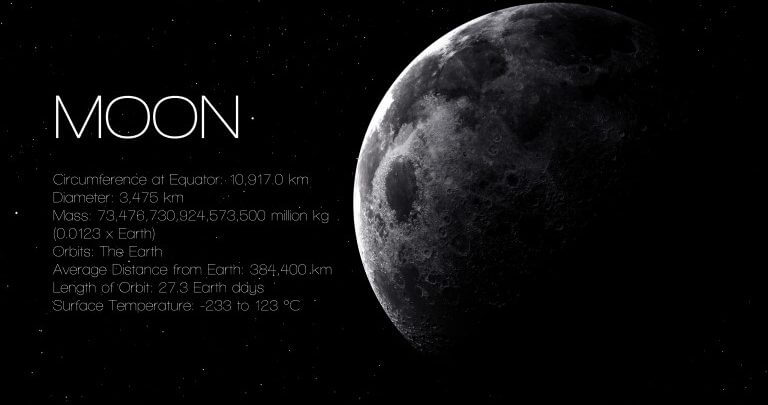 MOON
Circumference at Equator: 10,917.0 km
Diameter: 3,475 km
Mass: 73,476,730,924,573,500 million kg
(0.0123 x Earth)
Orbits: The Earth
Average Distance from Earth: 384,400 km
Length of Orbit: 27.3 Earth days
Surface Temperature: -233 to 123 °C